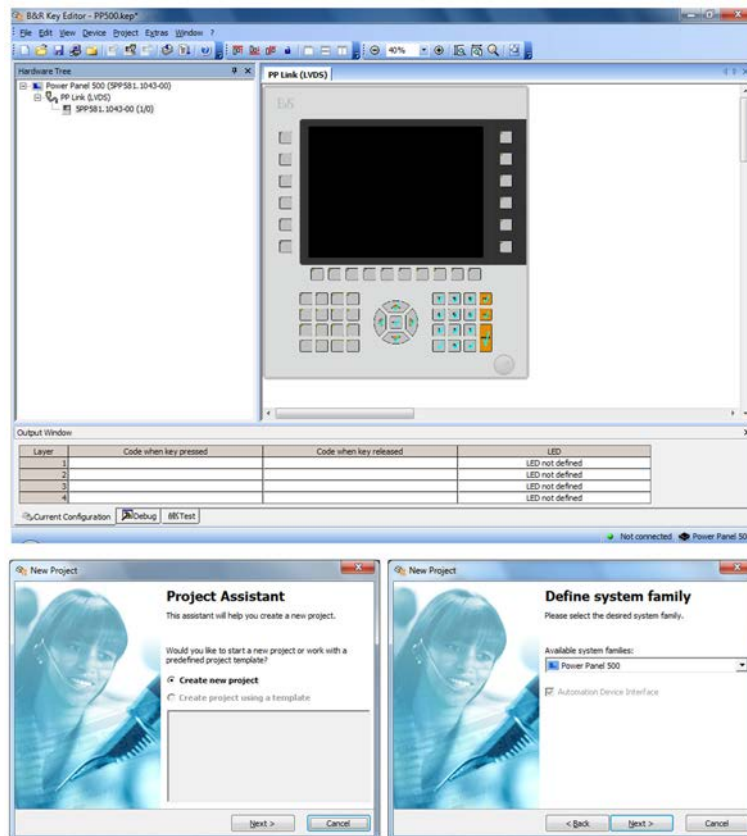 B&R Key Editor - PP500.kep*
File Edit View Device Project Extras Window ?
40%
Hardware Tree
Power Panel 500 (5PP581.1043-00)
PP Link (LVDS)
5PP581.1043-00 (1/0)
PP Link (LVDS)
Output Window
Layer Code when key pressed Code when key released LED
1 LED not defined
2 LED not defined
3 LED not defined
4 LED not defined
Current Configuration Debug Test
Not connected Power Panel 50
New Project
Project Assistant
This assistant will help you create a new project.
Would you like to start a new project or work with a
predefined project template?
Create new project
Create project using a template
Next > Cancel
New Project
Define system family
Please select the desired system family.
Available system families:
Power Panel 500
Automation Device Interface
< Back Next > Cancel